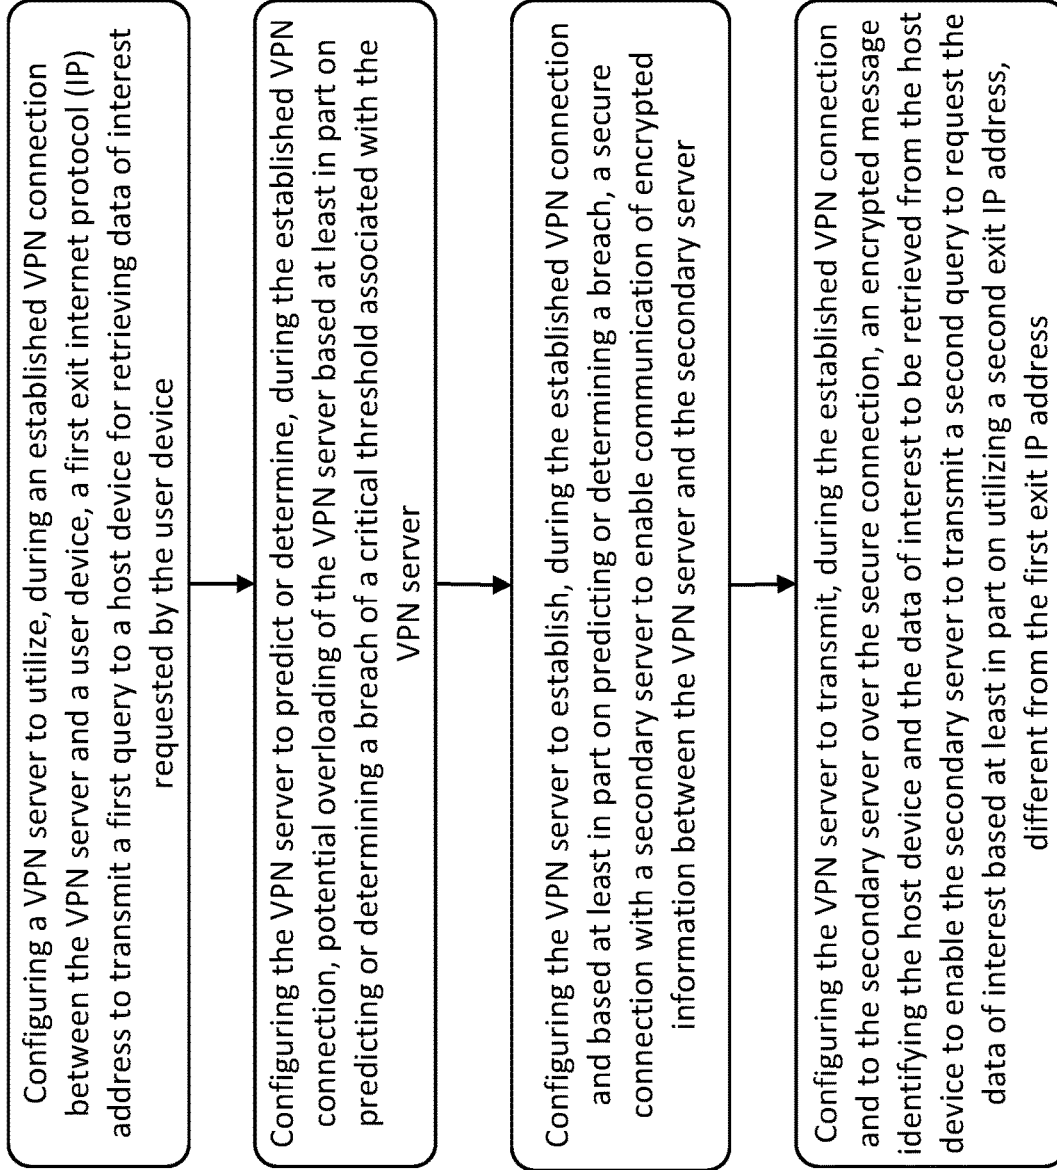 Configuring a VPN server to utilize, during an established VPN connection
between the VPN server and a user device, a first exit internet protocol (IP)
address to transmit a first query to a host device for retrieving data of interest
requested by the user device
Configuring the VPN server to predict or determine, during the established VPN
connection, potential overloading of the VPN server based at least in part on
predicting or determining a breach of a critical threshold associated with the
VPN server
Configuring the VPN server to establish, during the established VPN connection
and based at least in part on predicting or determining a breach, a secure
connection with a secondary server to enable communication of encrypted
information between the VPN server and the secondary server
Configuring the VPN server to transmit, during the established VPN connection
and to the secondary server over the secure connection, an encrypted message
identifying the host device and the data of interest to be retrieved from the host
device to enable the secondary server to transmit a second query to request the
data of interest based at least in part on utilizing a second exit IP address,
different from the first exit IP address